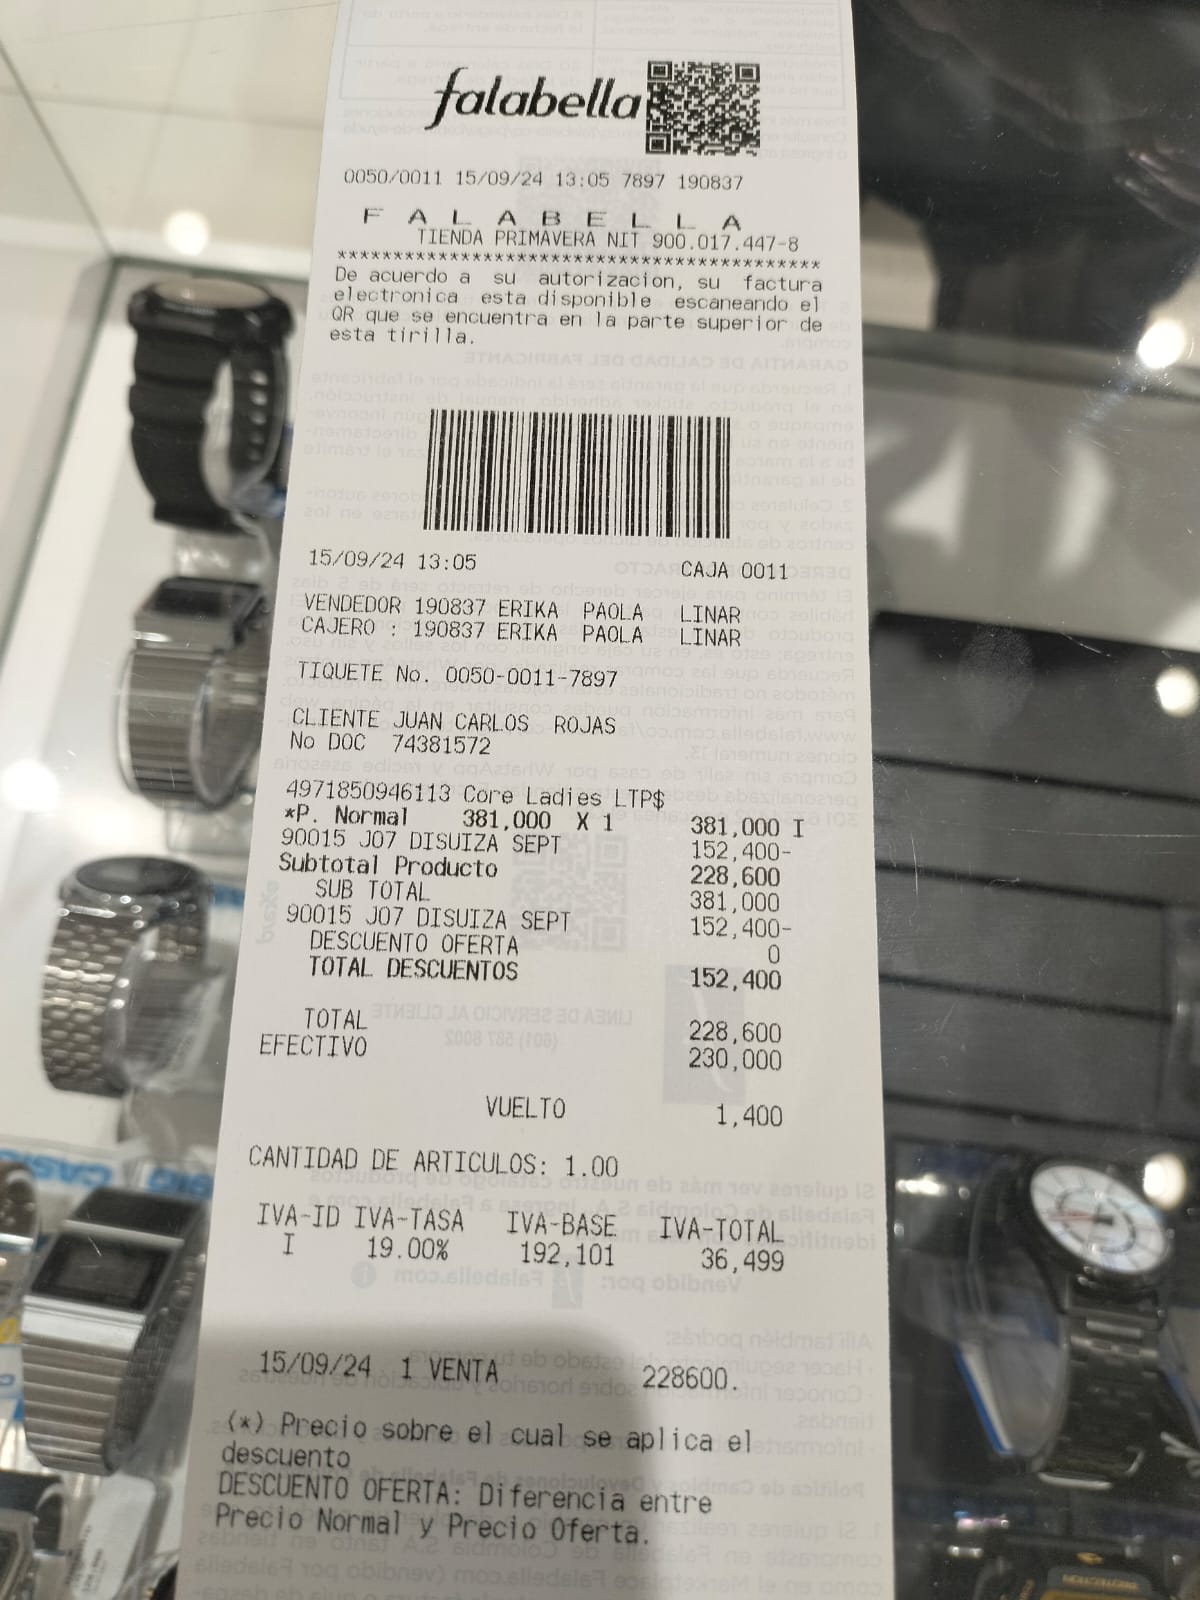 falabella
0050/0011 15/09/24 13:05 7897 190837
F A L A B E L L A
TIENDA PRIMAVERA NIT 900.017.447-8
******************************************
De acuerdo a su autorizacion, su factura
electronica esta disponible escaneando el
QR que se encuentra en la parte superior de
esta tirilla.
15/09/24 13:05 CAJA 0011
VENDEDOR 190837 ERIKA PAOLA LINAR
CAJERO : 190837 ERIKA PAOLA LINAR
TIQUETE No. 0050-0011-7897
CLIENTE JUAN CARLOS ROJAS
No DOC 74381572
4971850946113 Core Ladies LTP$
*P. Normal 381,000 X 1 381,000 I
90015 J07 DISUIZA SEPT 152,400-
Subtotal Producto 228,600
SUB TOTAL 381,000
90015 J07 DISUIZA SEPT 152,400-
DESCUENTO OFERTA 0
TOTAL DESCUENTOS 152,400
TOTAL 228,600
EFECTIVO 230,000
VUELTO 1,400
CANTIDAD DE ARTICULOS: 1.00
IVA-ID IVA-TASA IVA-BASE IVA-TOTAL
I 19.00% 192,101 36,499
15/09/24 1 VENTA 228600.
(*) Precio sobre el cual se aplica el
descuento
DESCUENTO OFERTA: Diferencia entre
Precio Normal y Precio Oferta.
CASIO